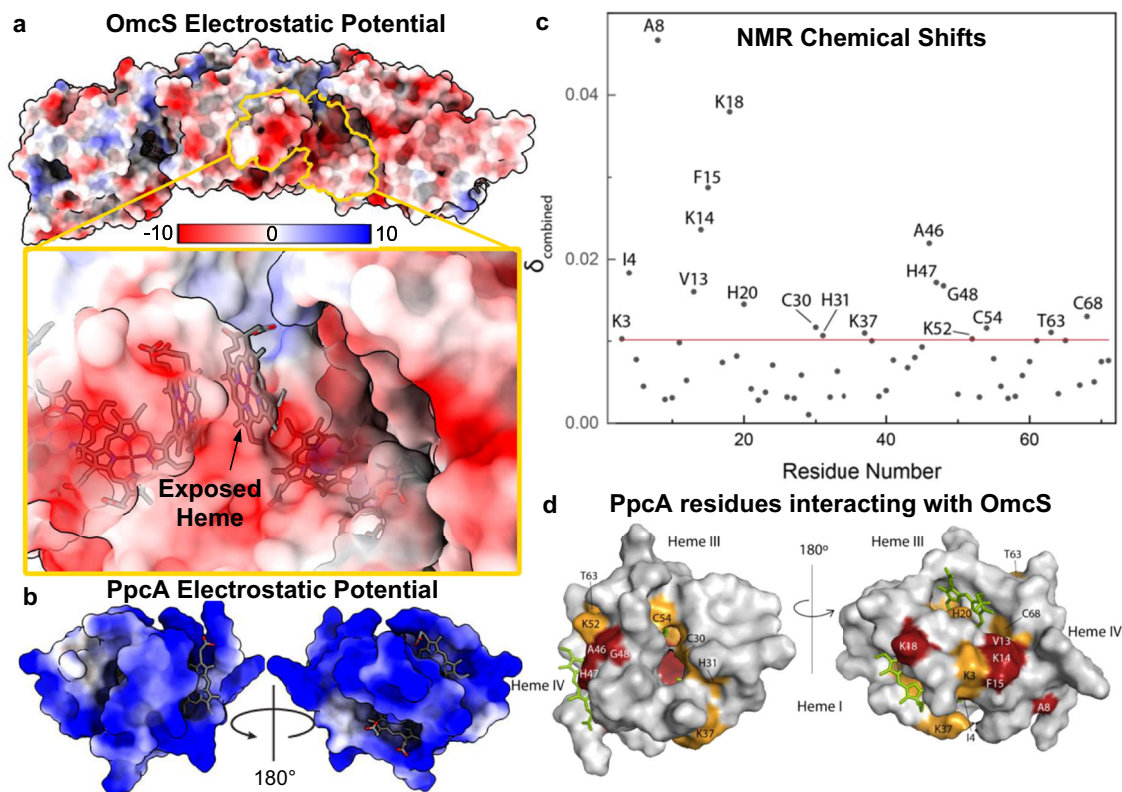 a
OmcS Electrostatic Potential
-10 0 10
Exposed
Heme
b
PpcA Electrostatic Potential
180°
c
NMR Chemical Shifts
δcombined
0.04
0.02
0.00
A8
K18
F15
K14
I4
V13
H20
A46
H47
G48
C30
H31
K37
K52
C54
T63
C68
K3
20 40 60
Residue Number
d
PpcA residues interacting with OmcS
Heme III
T63
K52
C54
A46
G48
C30
H47
H31
Heme IV
K37
180º
Heme I
Heme III
T63
H20
C68
Heme IV
K18
V13
K14
K3
F15
A8
K37
I4